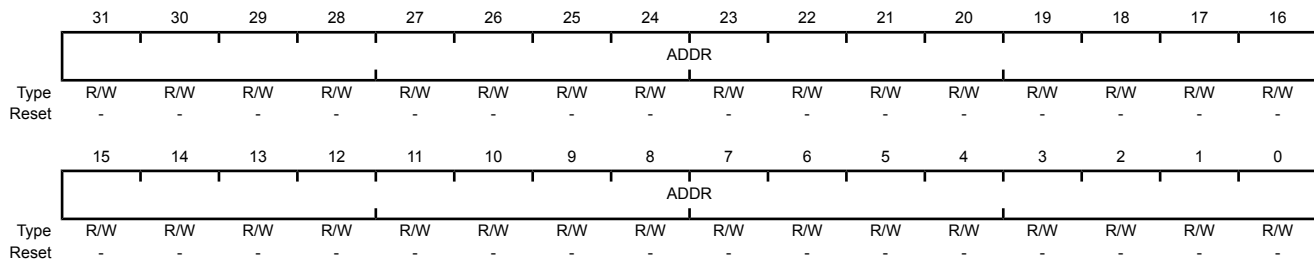 31 30 29 28 27 26 25 24 23 22 21 20 19 18 17 16
ADDR
Type R/W R/W R/W R/W R/W R/W R/W R/W R/W R/W R/W R/W R/W R/W R/W R/W
Reset - - - - - - - - - - - - - - - -
15 14 13 12 11 10 9 8 7 6 5 4 3 2 1 0
ADDR
Type R/W R/W R/W R/W R/W R/W R/W R/W R/W R/W R/W R/W R/W R/W R/W R/W
Reset - - - - - - - - - - - - - - - -